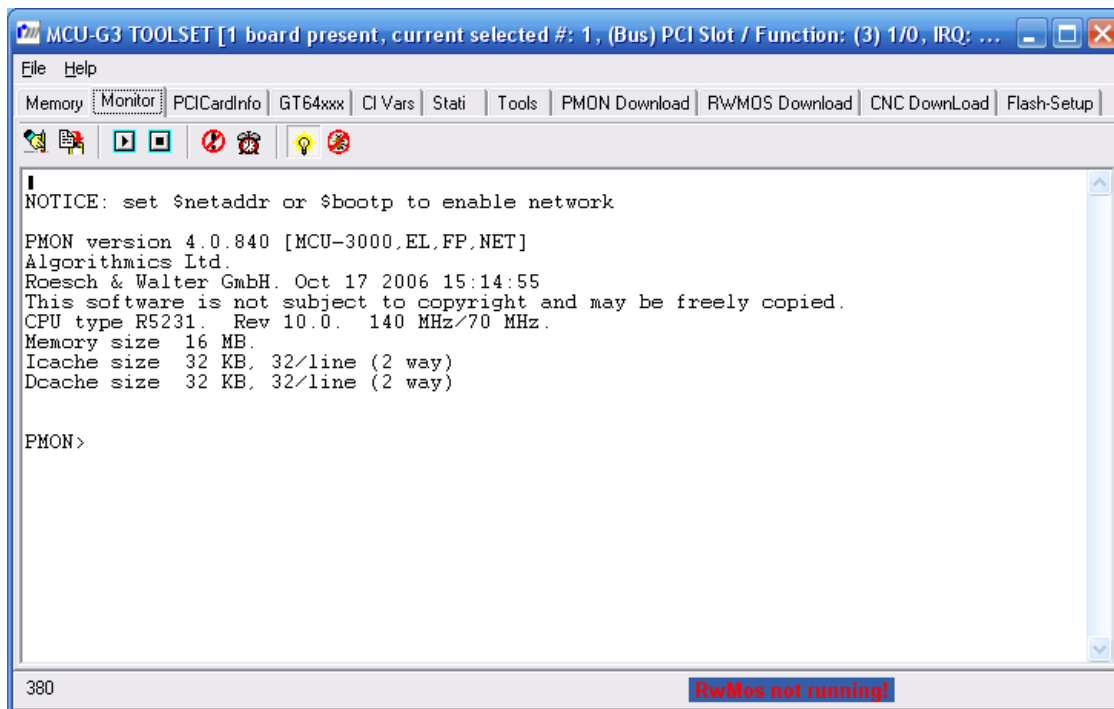 MCU-G3 TOOLSET [1 board present, current selected #: 1, (Bus) PCI Slot / Function: (3) 1/0, IRQ: ...
File Help
Memory Monitor PCICardInfo GT64xxx CI Vars Stati Tools PMON Download RWMOS Download CNC DownLoad Flash-Setup
NOTICE: set $netaddr or $bootp to enable network
PMON version 4.0.840 [MCU-3000,EL,FP,NET]
Algorithmics Ltd.
Roesch & Walter GmbH. Oct 17 2006 15:14:55
This software is not subject to copyright and may be freely copied.
CPU type R5231. Rev 10.0. 140 MHz/70 MHz.
Memory size 16 MB.
Icache size 32 KB, 32/line (2 way)
Dcache size 32 KB, 32/line (2 way)
PMON>
380 RwMos not running!